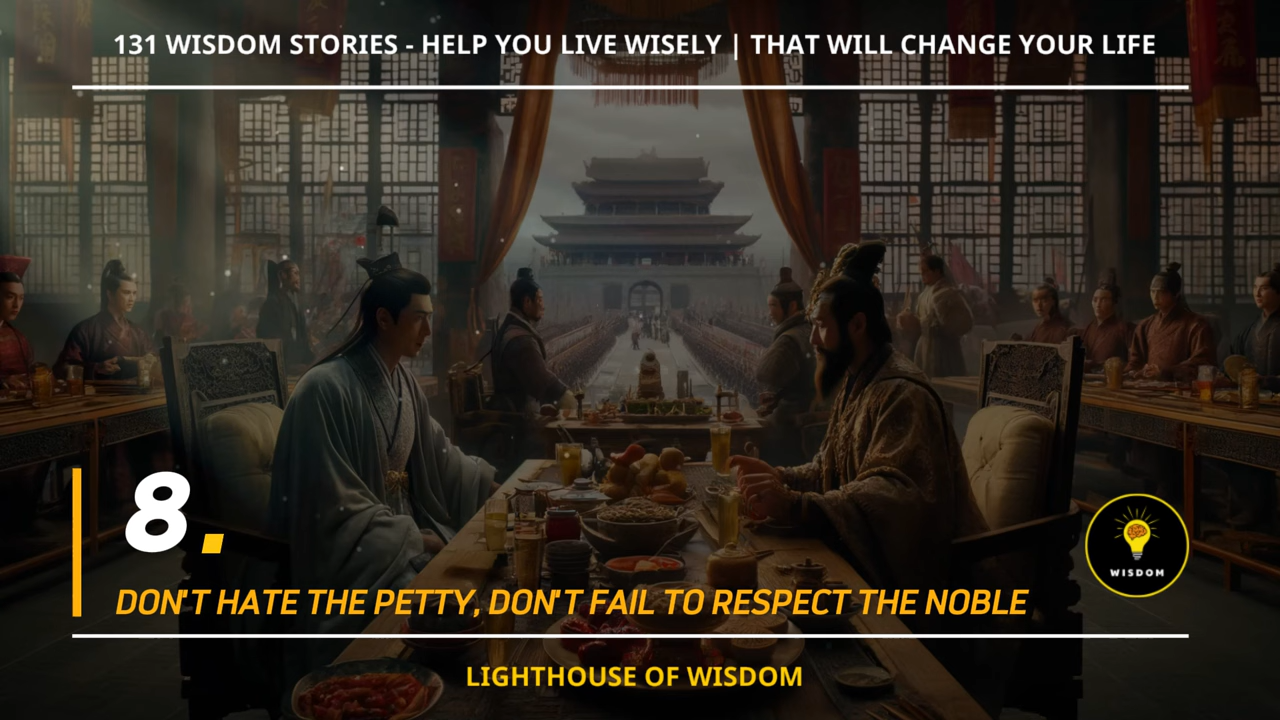 131 WISDOM STORIES - HELP YOU LIVE WISELY | THAT WILL CHANGE YOUR LIFE
8.
DON'T HATE THE PETTY, DON'T FAIL TO RESPECT THE NOBLE
WISDOM
LIGHTHOUSE OF WISDOM